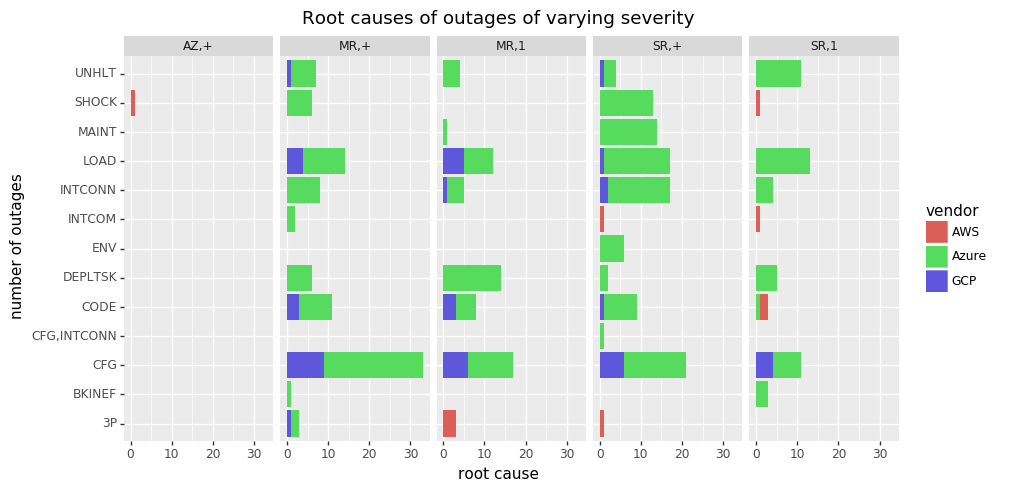 Root causes of outages of varying severity
AZ,+ MR,+ MR,1 SR,+ SR,1
UNHLT
SHOCK
MAINT
LOAD
INTCONN
INTCOM
ENV
DEPLTSK
CODE
CFG,INTCONN
CFG
BKINEF
3P
number of outages
0 10 20 30 0 10 20 30 0 10 20 30 0 10 20 30 0 10 20 30
root cause
vendor
AWS
Azure
GCP